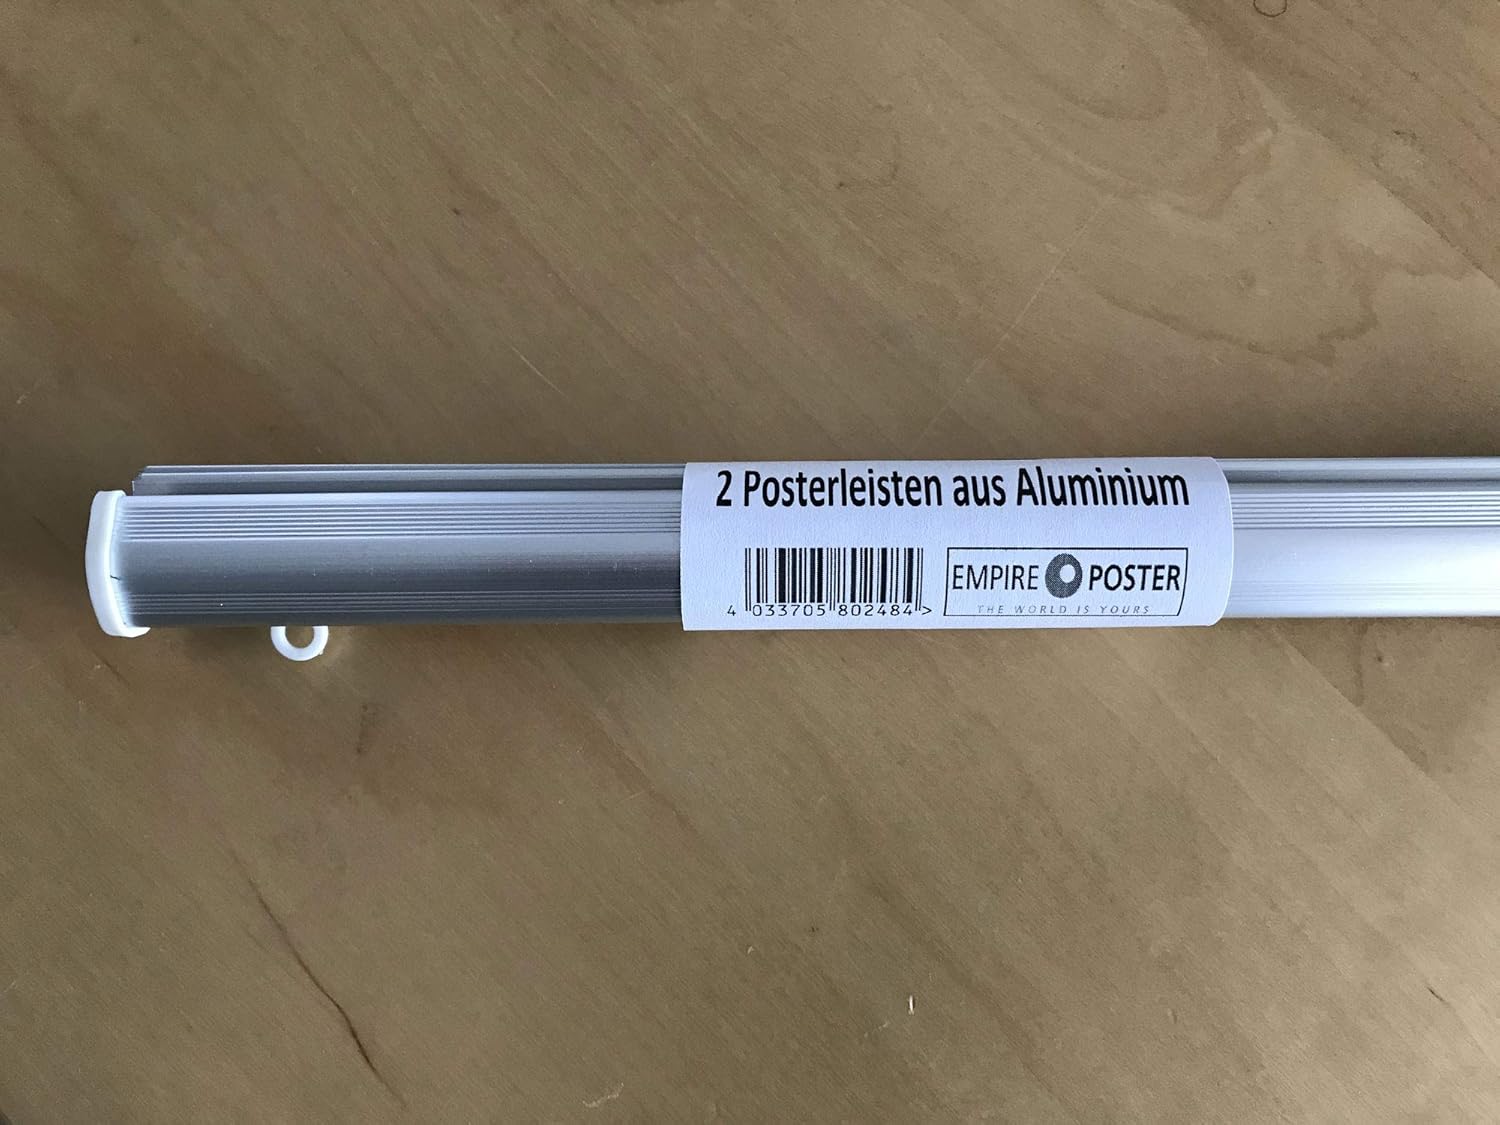 2 Posterleisten aus Aluminium
4 033705 802484 >
EMPIRE POSTER
THE WORLD IS YOURS